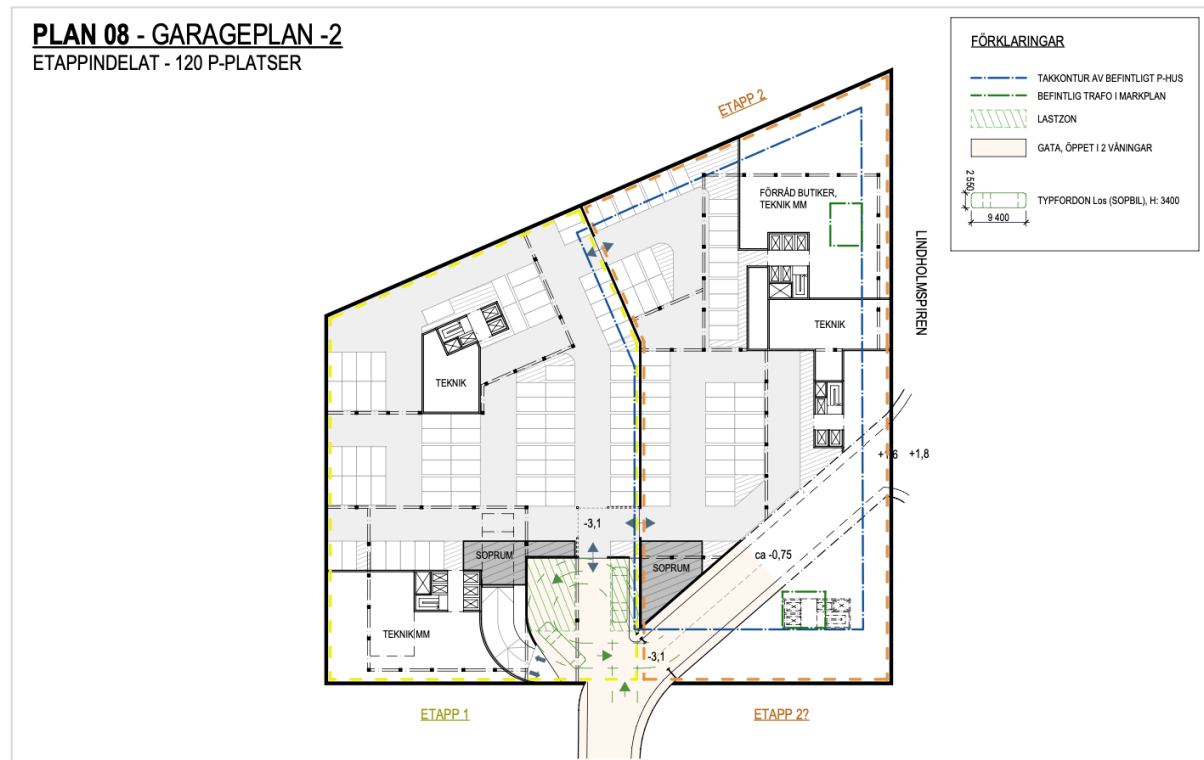 PLAN 08 - GARAGEPLAN -2
ETAPPINDELAT - 120 P-PLATSER
FÖRKLARINGAR
TAKKONTUR AV BEFINTLIGT P-HUS
BEFINTLIG TRAFO I MARKPLAN
LASTZON
GATA, ÖPPET I 2 VÅNINGAR
2 550
TYPFORDON Los (SOPBIL), H: 3400
9 400
ETAPP 2
FÖRRÅD BUTIKER,
TEKNIK MM
LINDHOLMSPIREN
TEKNIK
TEKNIK
+1,8
-3,1
SOPRUM
SOPRUM
ca -0,75
TEKNIK MM
-3,1
ETAPP 1
ETAPP 2?